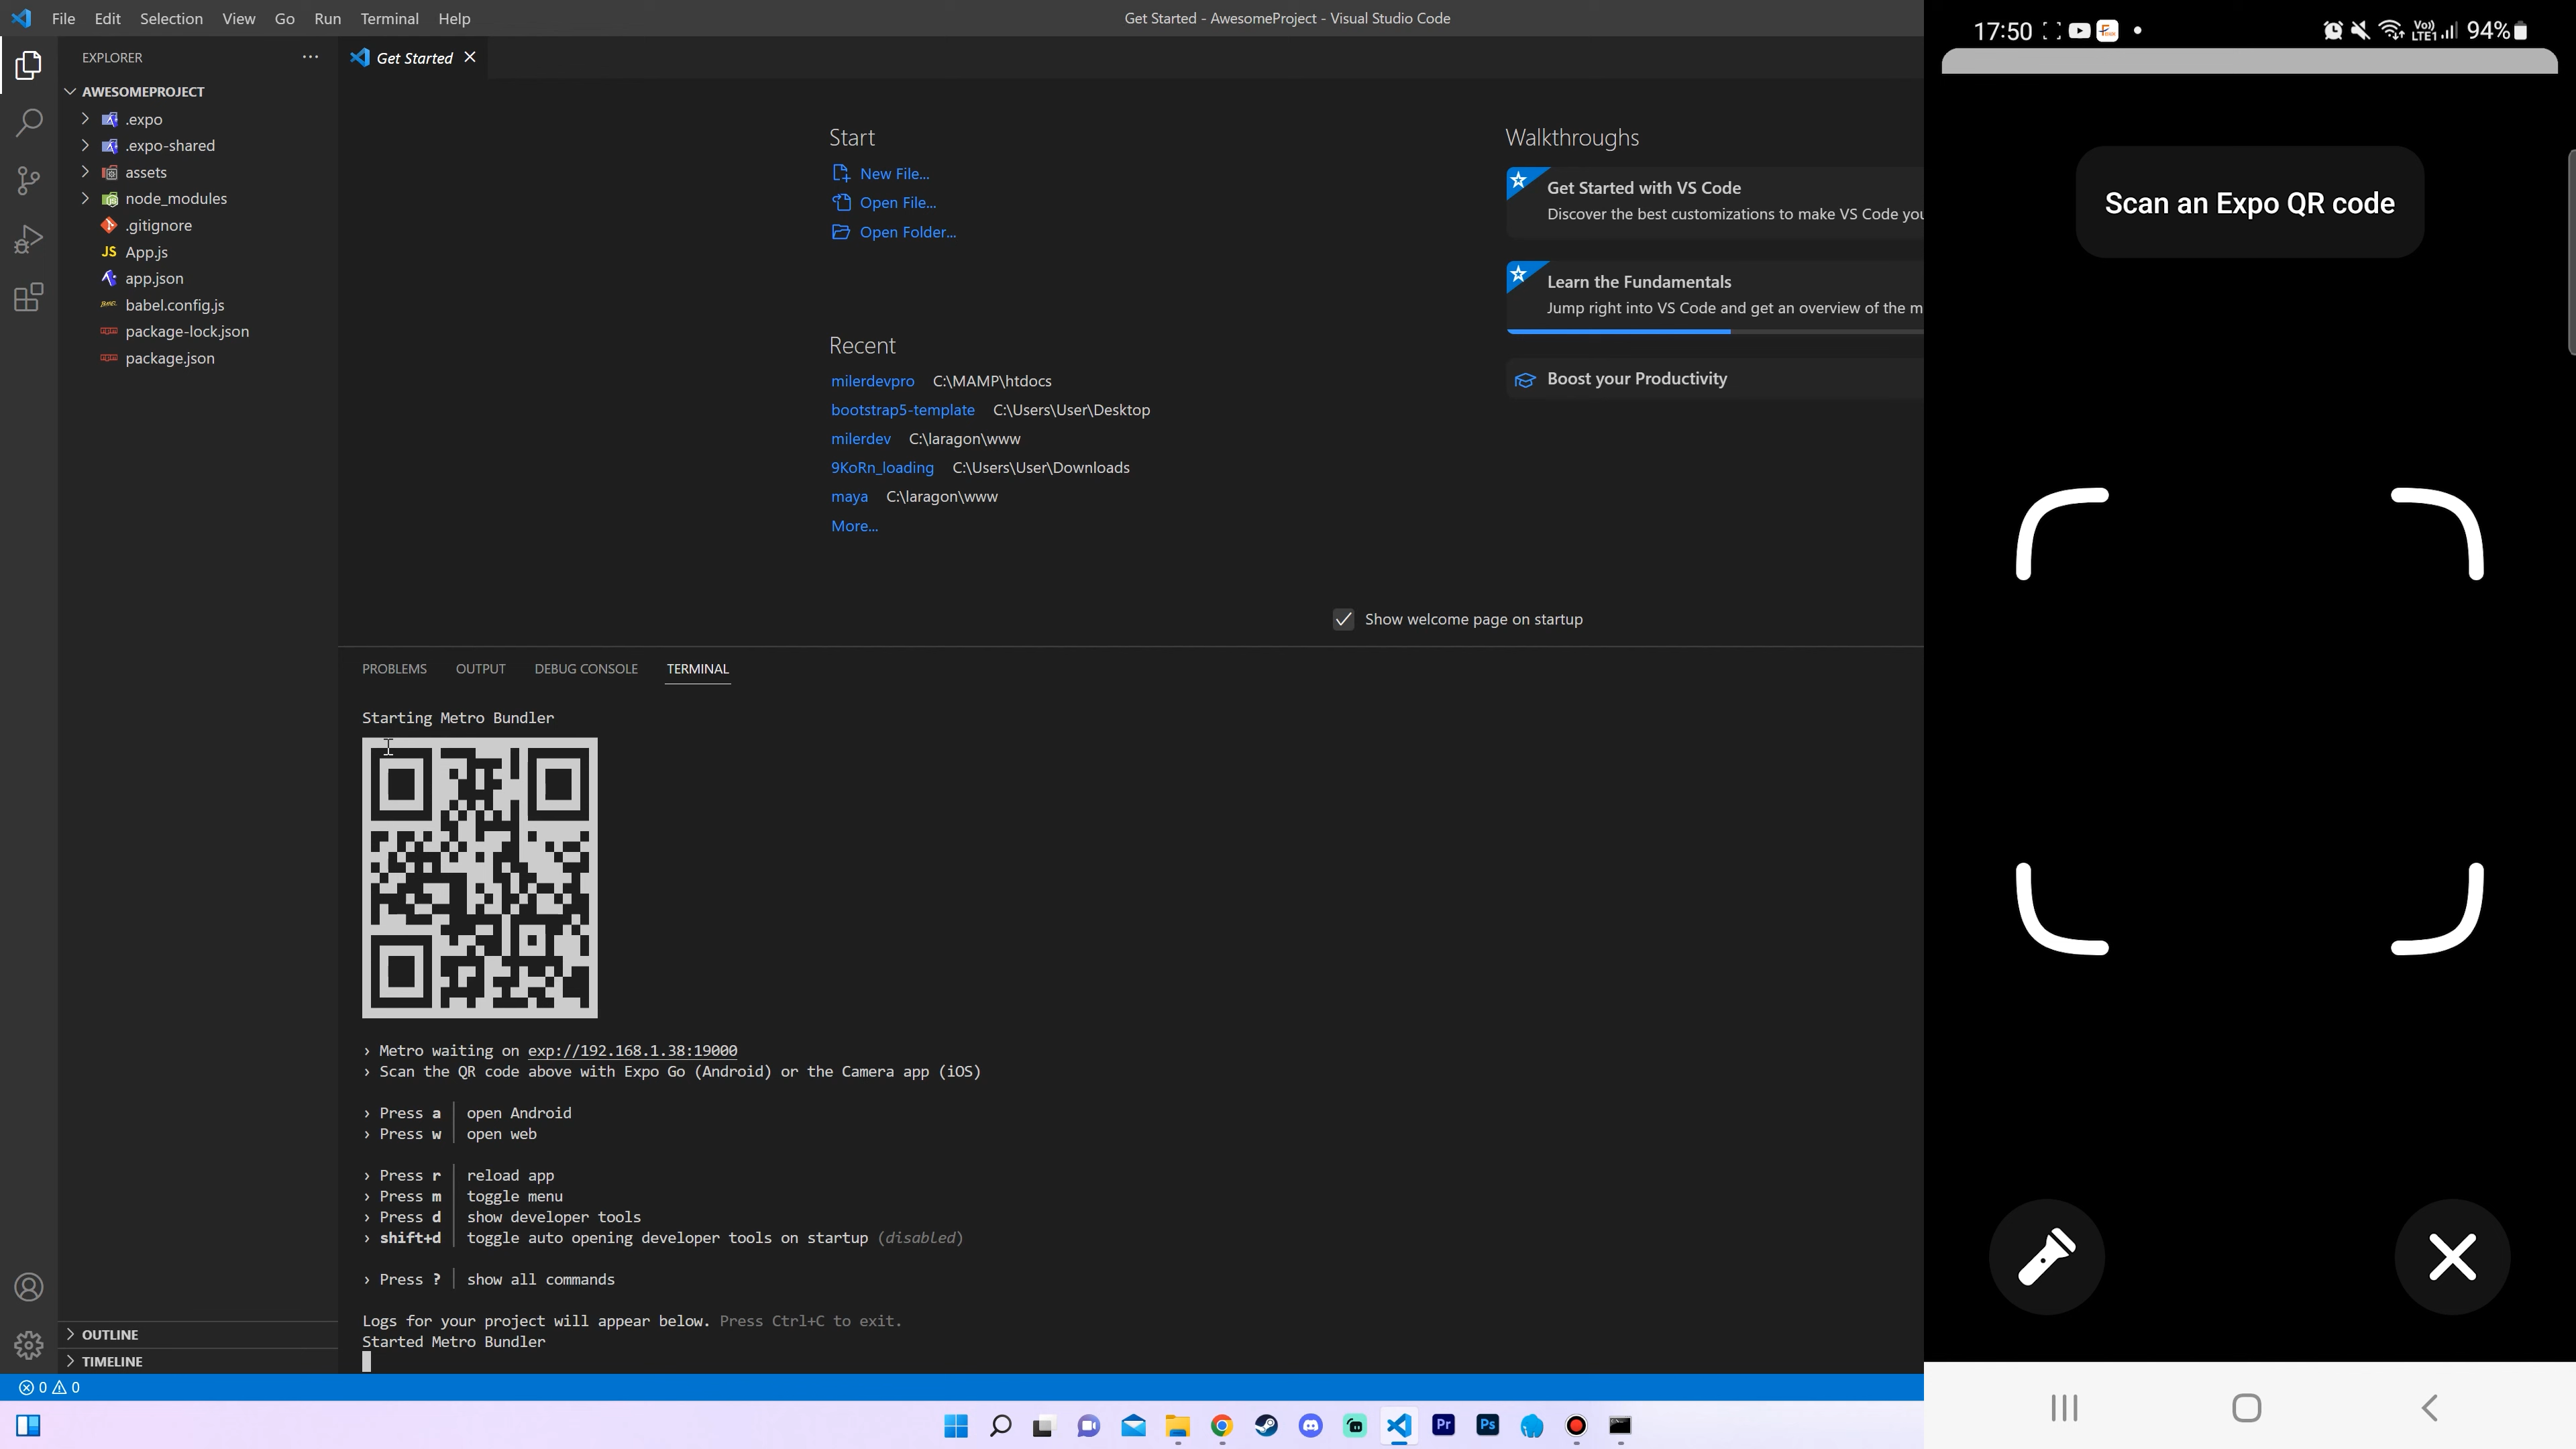 File Edit Selection View Go Run Terminal Help
Get Started - AwesomeProject - Visual Studio Code
EXPLORER
AWESOMEPROJECT
.expo
.expo-shared
assets
node_modules
.gitignore
JS App.js
app.json
babel.config.js
package-lock.json
package.json
OUTLINE
TIMELINE
0 0
Get Started
Start
New File...
Open File...
Open Folder...
Recent
milerdevpro C:\MAMP\htdocs
bootstrap5-template C:\Users\User\Desktop
milerdev C:\laragon\www
9KoRn_loading C:\Users\User\Downloads
maya C:\laragon\www
More...
Walkthroughs
Get Started with VS Code
Discover the best customizations to make VS Code you
Learn the Fundamentals
Jump right into VS Code and get an overview of the m
Boost your Productivity
Show welcome page on startup
PROBLEMS OUTPUT DEBUG CONSOLE TERMINAL
Starting Metro Bundler
› Metro waiting on exp://192.168.1.38:19000
› Scan the QR code above with Expo Go (Android) or the Camera app (iOS)
› Press a │ open Android
› Press w │ open web
› Press r │ reload app
› Press m │ toggle menu
› Press d │ show developer tools
› shift+d │ toggle auto opening developer tools on startup (disabled)
› Press ? │ show all commands
Logs for your project will appear below. Press Ctrl+C to exit.
Started Metro Bundler
Pr Ps
17:50 Vo)) LTE1 94%
Scan an Expo QR code